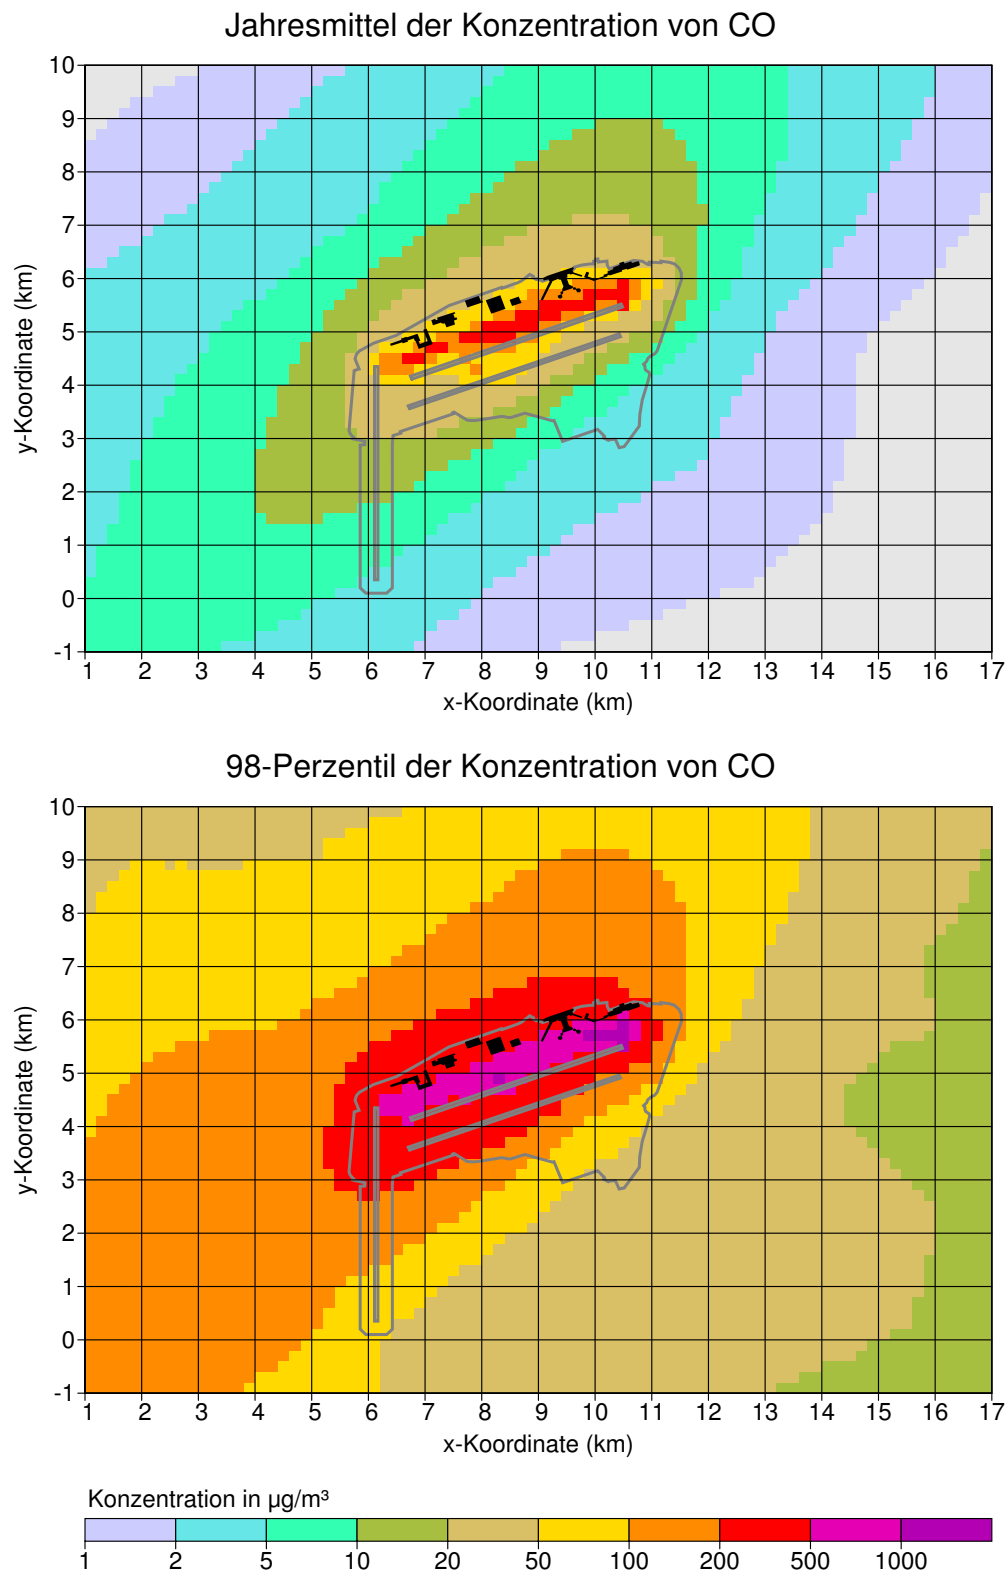 Jahresmittel der Konzentration von CO
10
9
8
7
6
5
4
3
2
1
0
-1
y-Koordinate (km)
1 2 3 4 5 6 7 8 9 10 11 12 13 14 15 16 17
x-Koordinate (km)
98-Perzentil der Konzentration von CO
10
9
8
7
6
5
4
3
2
1
0
-1
y-Koordinate (km)
1 2 3 4 5 6 7 8 9 10 11 12 13 14 15 16 17
x-Koordinate (km)
Konzentration in µg/m³
1 2 5 10 20 50 100 200 500 1000